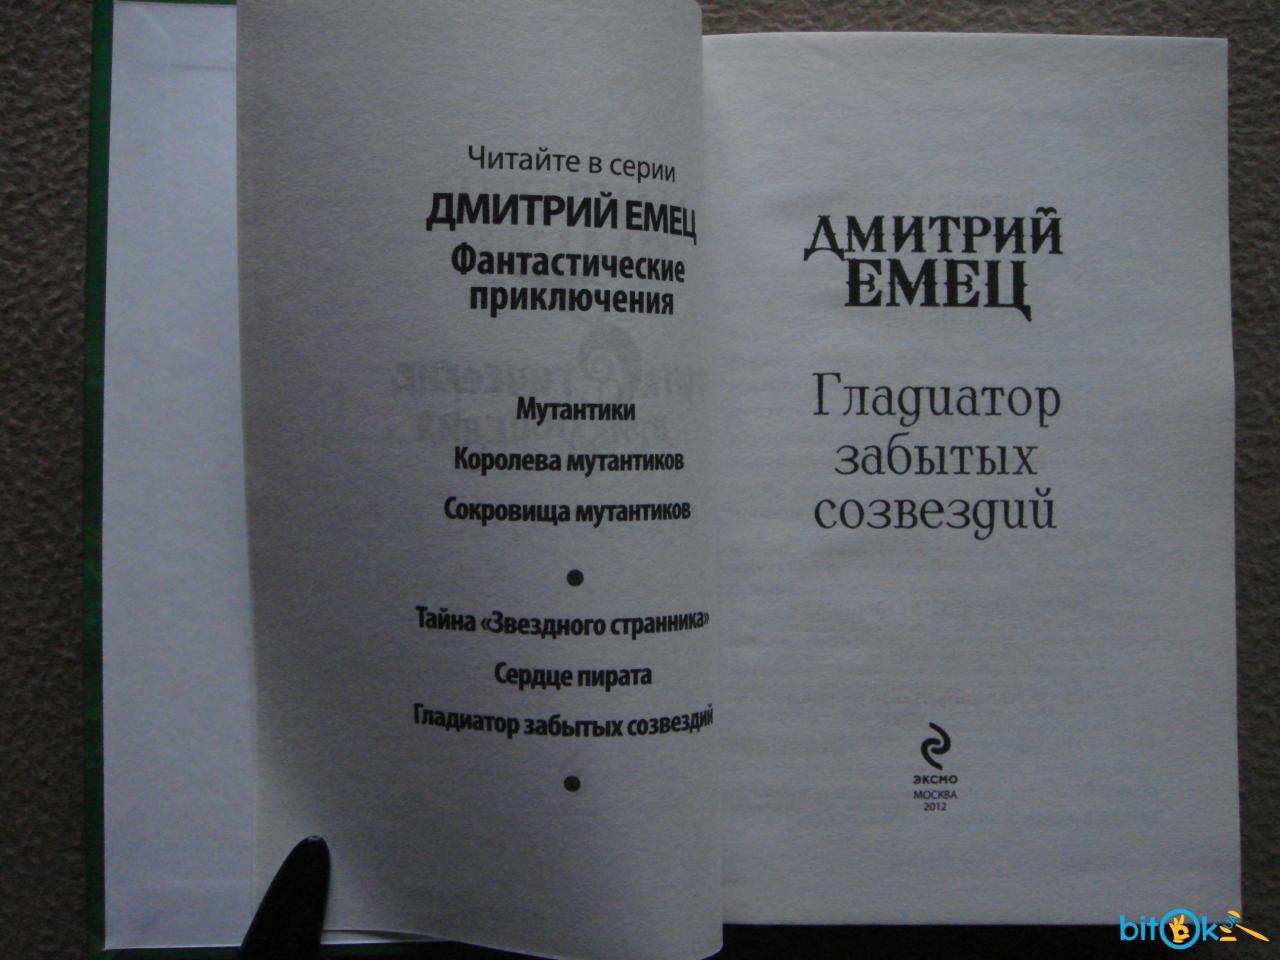 Читайте в серии
ДМИТРИЙ ЕМЕЦ
Фантастические
приключения
Мутантики
Королева мутантиков
Сокровища мутантиков
Тайна «Звездного странника»
Сердце пирата
Гладиатор забытых созвездий
ДМИТРИЙ
ЕМЕЦ
Гладиатор
забытых
созвездий
ЭКСМО
МОСКВА
2012
bitOk